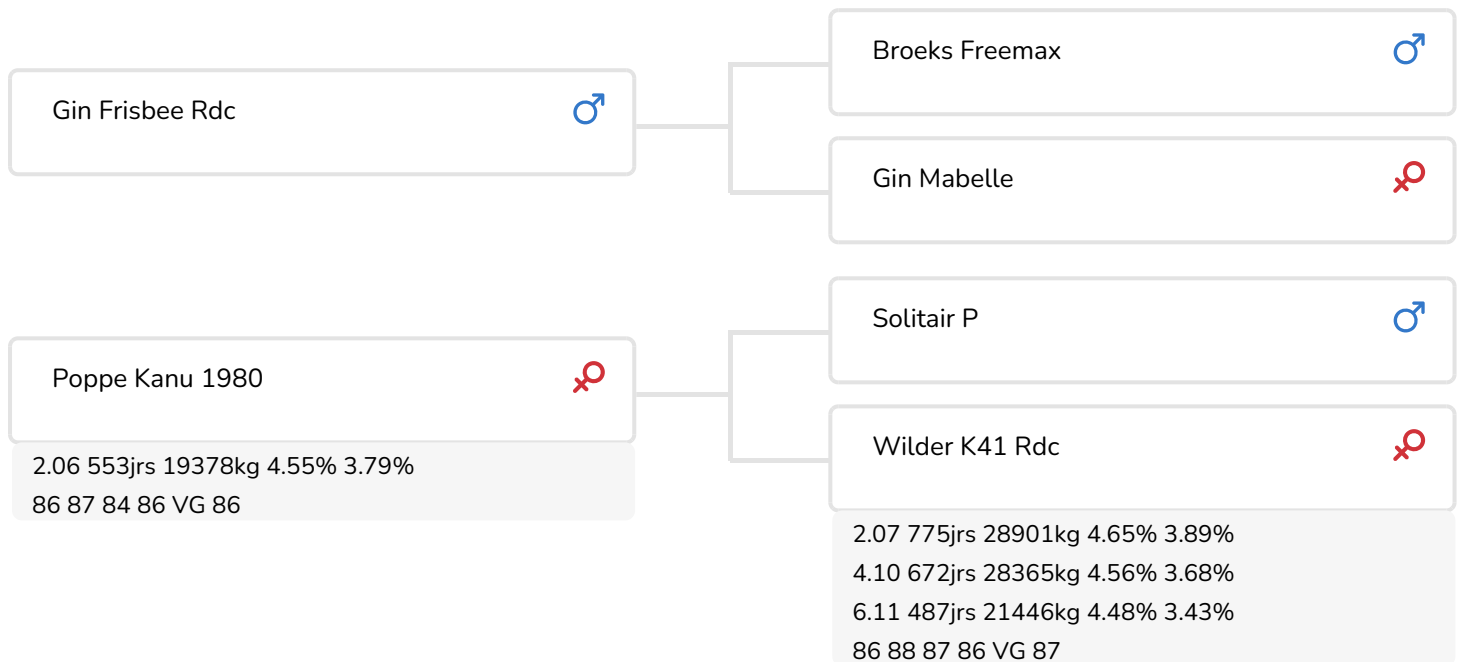 Gin Frisbee Rdc
Broeks Freemax
Gin Mabelle
Poppe Kanu 1980
2.06 553jrs 19378kg 4.55% 3.79%
86 87 84 86 VG 86
Solitair P
Wilder K41 Rdc
2.07 775jrs 28901kg 4.65% 3.89%
4.10 672jrs 28365kg 4.56% 3.68%
6.11 487jrs 21446kg 4.48% 3.43%
86 88 87 86 VG 87